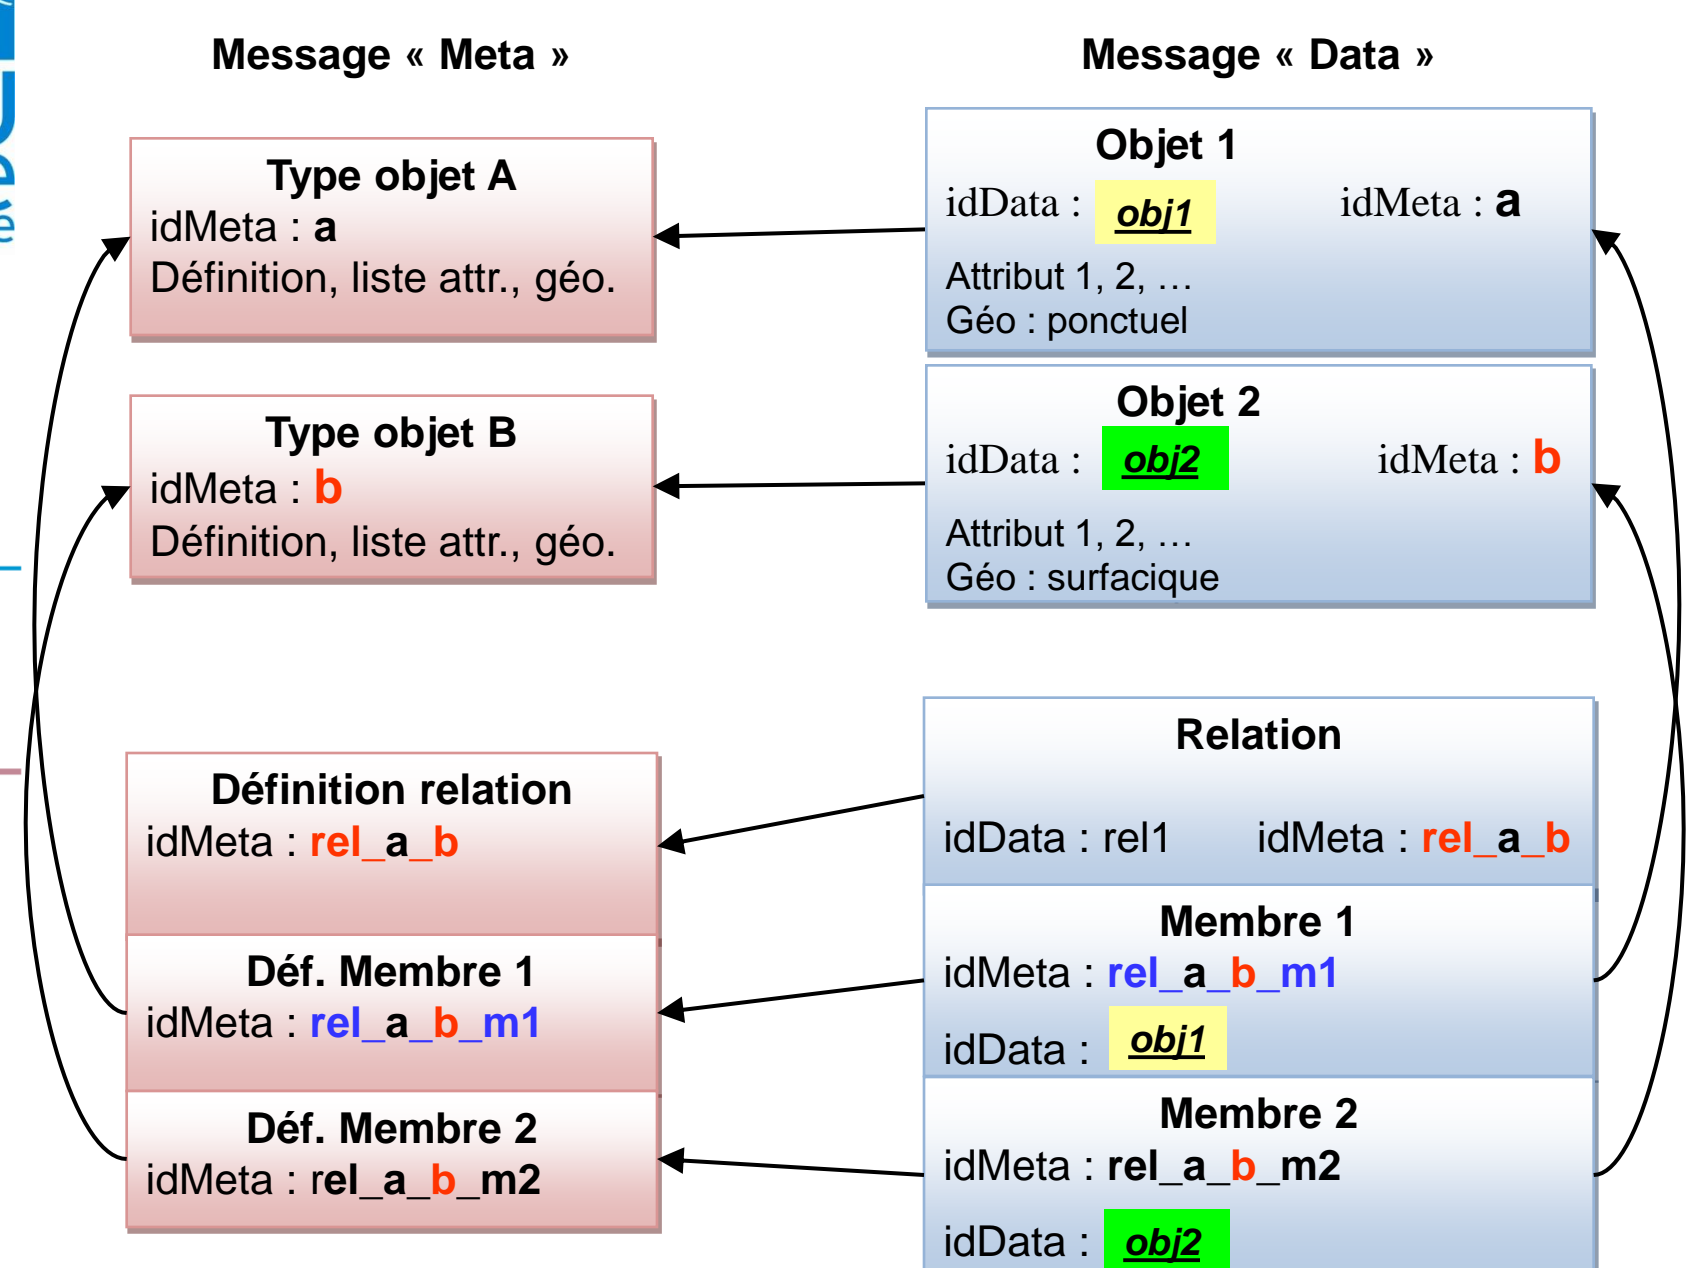 Message « Meta »
Message « Data »
Type objet A
idMeta : a
Définition, liste attr., géo.
Objet 1
idData : obj1 idMeta : a
Attribut 1, 2, …
Géo : ponctuel
Type objet B
idMeta : b
Définition, liste attr., géo.
Objet 2
idData : obj2 idMeta : b
Attribut 1, 2, …
Géo : surfacique
Définition relation
idMeta : rel_a_b
Relation
idData : rel1 idMeta : rel_a_b
Déf. Membre 1
idMeta : rel_a_b_m1
Membre 1
idMeta : rel_a_b_m1
idData : obj1
Déf. Membre 2
idMeta : rel_a_b_m2
Membre 2
idMeta : rel_a_b_m2
idData : obj2